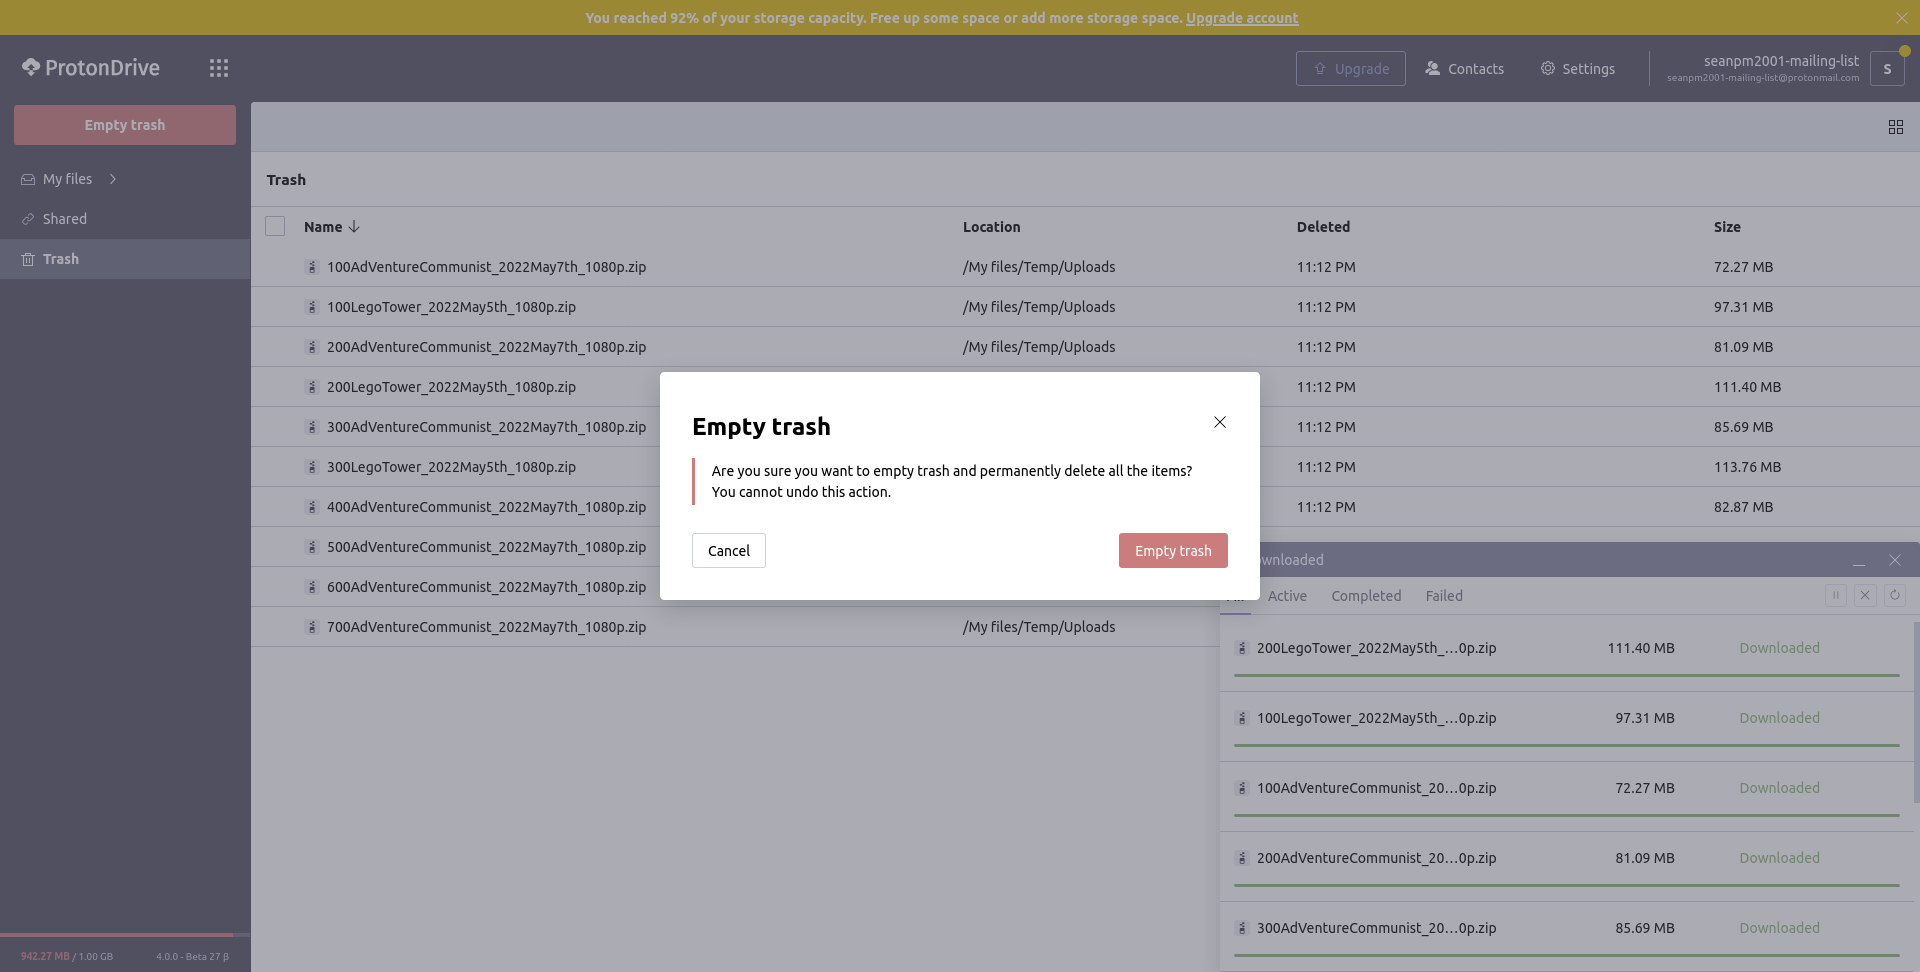 You reached 92% of your storage capacity. Free up some space or add more storage space. Upgrade account
ProtonDrive
Upgrade
Contacts
Settings
seanpm2001-mailing-list
seanpm2001-mailing-list@protonmail.com
S
Empty trash
My files
Shared
Trash
Trash
Name Location Deleted Size
100AdVentureCommunist_2022May7th_1080p.zip /My files/Temp/Uploads 11:12 PM 72.27 MB
100LegoTower_2022May5th_1080p.zip /My files/Temp/Uploads 11:12 PM 97.31 MB
200AdVentureCommunist_2022May7th_1080p.zip /My files/Temp/Uploads 11:12 PM 81.09 MB
200LegoTower_2022May5th_1080p.zip 11:12 PM 111.40 MB
300AdVentureCommunist_2022May7th_1080p.zip 11:12 PM 85.69 MB
300LegoTower_2022May5th_1080p.zip 11:12 PM 113.76 MB
400AdVentureCommunist_2022May7th_1080p.zip 11:12 PM 82.87 MB
500AdVentureCommunist_2022May7th_1080p.zip
600AdVentureCommunist_2022May7th_1080p.zip
700AdVentureCommunist_2022May7th_1080p.zip /My files/Temp/Uploads
Empty trash
Are you sure you want to empty trash and permanently delete all the items?
You cannot undo this action.
Cancel
Empty trash
wnloaded
Active Completed Failed
200LegoTower_2022May5th_...0p.zip 111.40 MB Downloaded
100LegoTower_2022May5th_...0p.zip 97.31 MB Downloaded
100AdVentureCommunist_20...0p.zip 72.27 MB Downloaded
200AdVentureCommunist_20...0p.zip 81.09 MB Downloaded
300AdVentureCommunist_20...0p.zip 85.69 MB Downloaded
942.27 MB / 1.00 GB
4.0.0 - Beta 27 β